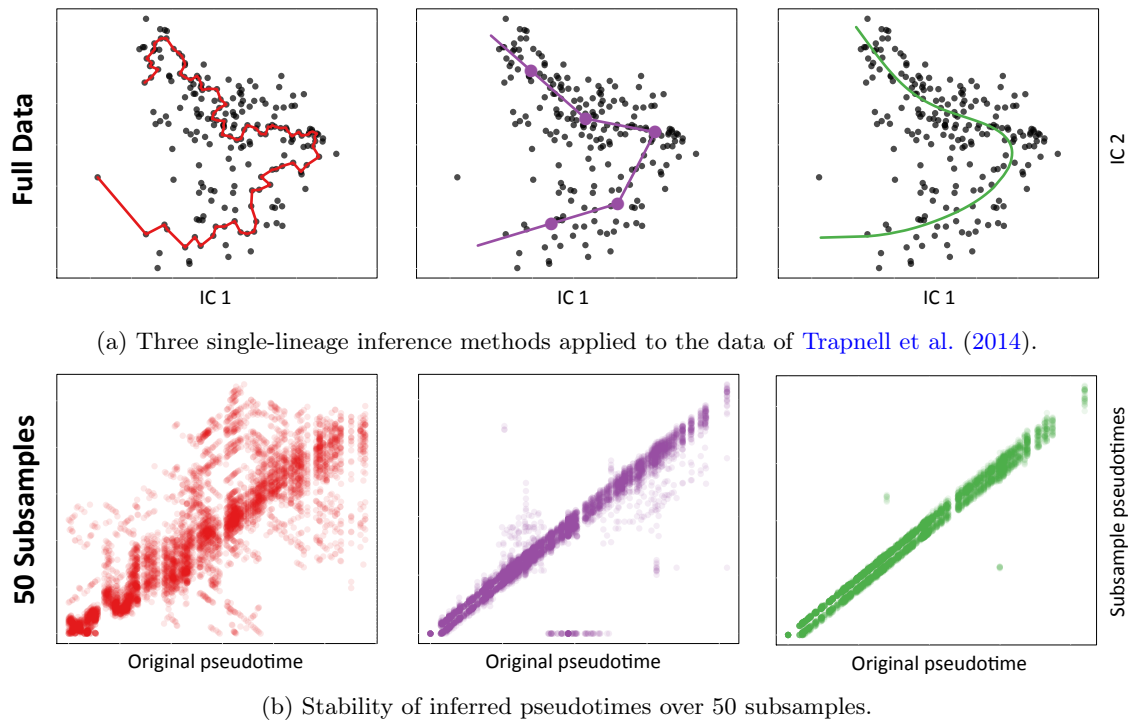 Full Data
IC 1
IC 1
IC 1
IC 2
(a) Three single-lineage inference methods applied to the data of Trapnell et al. (2014).
50 Subsamples
Original pseudotime
Original pseudotime
Original pseudotime
Subsample pseudotimes
(b) Stability of inferred pseudotimes over 50 subsamples.